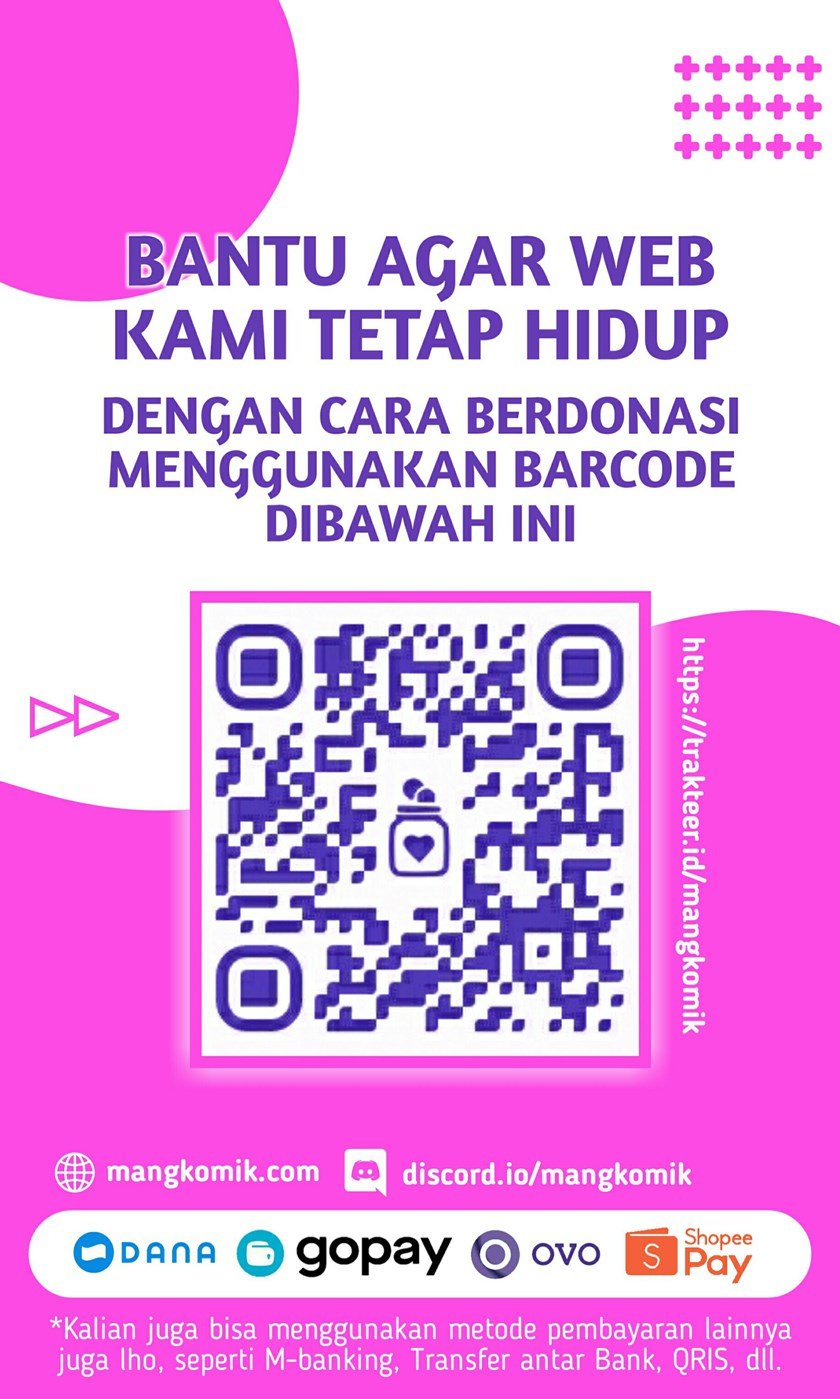 BANTU AGAR WEB
KAMI TETAP HIDUP
DENGAN CARA BERDONASI
MENGGUNAKAN BARCODE
DIBAWAH INI
https://trakteer.id/mangkomik
mangkomik.com
discord.io/mangkomik
DANA
gopay
OVO
S
Shopee
Pay
*Kalian juga bisa menggunakan metode pembayaran lainnya
juga lho, seperti M-banking, Transfer antar Bank, QRIS, dll.